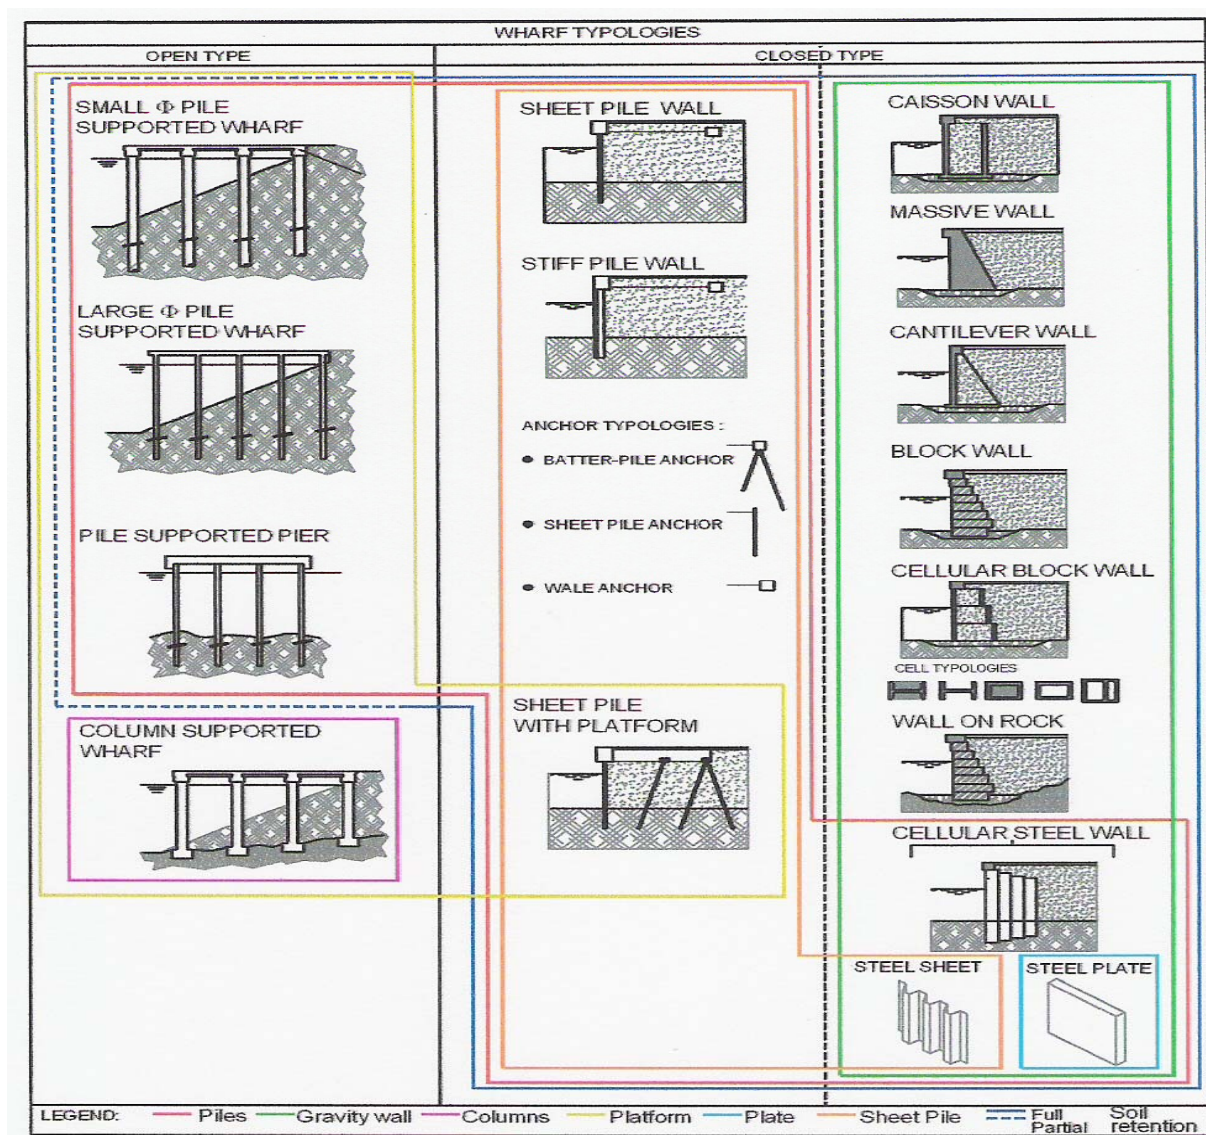 WHARF TYPOLOGIES
OPEN TYPE
CLOSED TYPE
SMALL Φ PILE
SUPPORTED WHARF
LARGE Φ PILE
SUPPORTED WHARF
PILE SUPPORTED PIER
COLUMN SUPPORTED
WHARF
SHEET PILE WALL
STIFF PILE WALL
ANCHOR TYPOLOGIES :
● BATTER-PILE ANCHOR
● SHEET PILE ANCHOR
● WALE ANCHOR
SHEET PILE
WITH PLATFORM
CAISSON WALL
MASSIVE WALL
CANTILEVER WALL
BLOCK WALL
CELLULAR BLOCK WALL
CELL TYPOLOGIES
WALL ON ROCK
CELLULAR STEEL WALL
STEEL SHEET
STEEL PLATE
LEGEND: Piles Gravity wall Columns Platform Plate Sheet Pile Full Soil
Partial retention